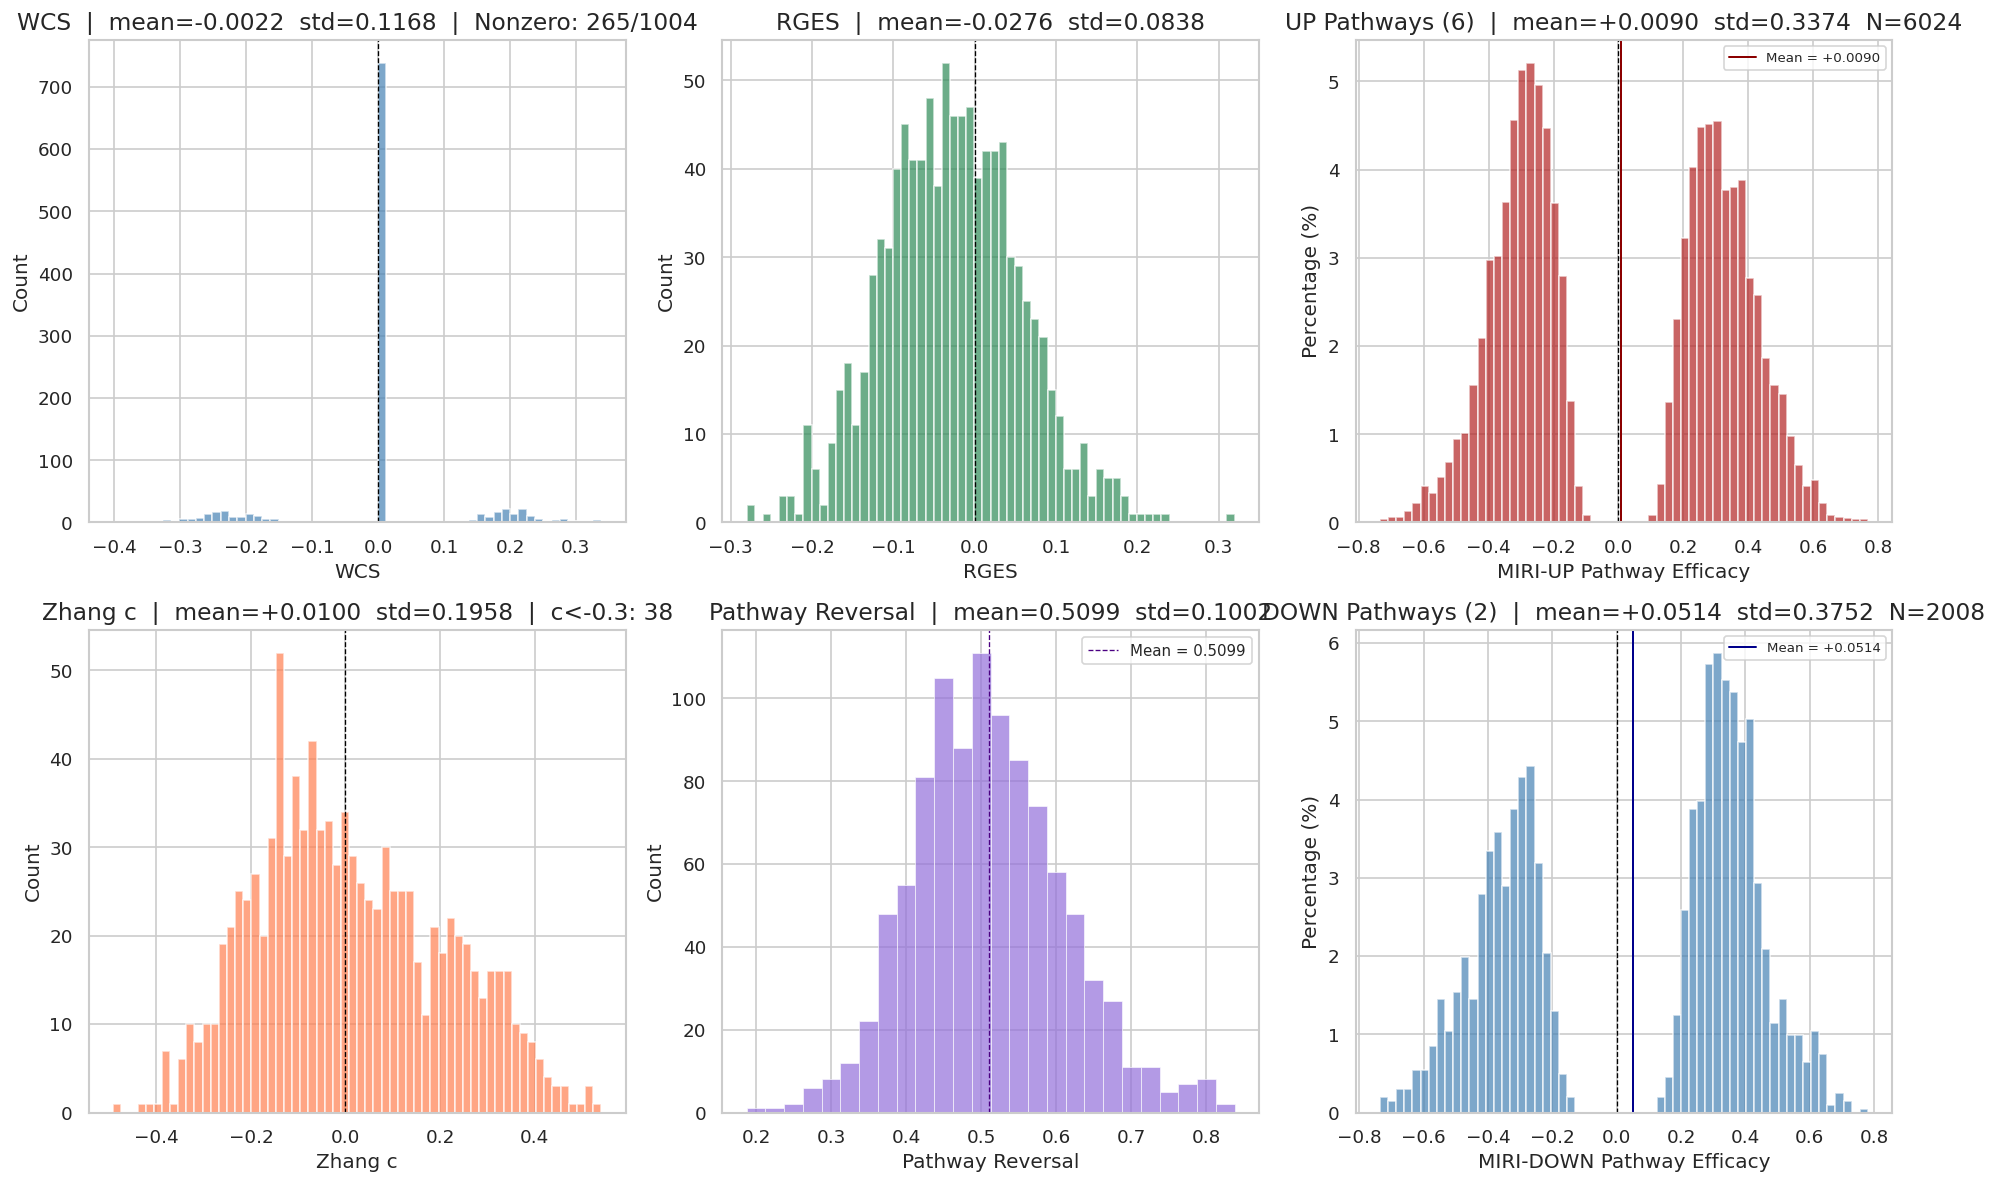 WCS | mean=-0.0022 std=0.1168 | Nonzero: 265/1004
Count
700
600
500
400
300
200
100
0
−0.4 −0.3 −0.2 −0.1 0.0 0.1 0.2 0.3
WCS
RGES | mean=-0.0276 std=0.0838
Count
50
40
30
20
10
0
−0.3 −0.2 −0.1 0.0 0.1 0.2 0.3
RGES
UP Pathways (6) | mean=+0.0090 std=0.3374 N=6024
Mean = +0.0090
Percentage (%)
5
4
3
2
1
0
−0.8 −0.6 −0.4 −0.2 0.0 0.2 0.4 0.6 0.8
MIRI-UP Pathway Efficacy
Zhang c | mean=+0.0100 std=0.1958 | c<-0.3: 38
Count
50
40
30
20
10
0
−0.4 −0.2 0.0 0.2 0.4
Zhang c
Pathway Reversal | mean=0.5099 std=0.1002
Mean = 0.5099
Count
100
80
60
40
20
0
0.2 0.3 0.4 0.5 0.6 0.7 0.8
Pathway Reversal
DOWN Pathways (2) | mean=+0.0514 std=0.3752 N=2008
Mean = +0.0514
Percentage (%)
6
5
4
3
2
1
0
−0.8 −0.6 −0.4 −0.2 0.0 0.2 0.4 0.6 0.8
MIRI-DOWN Pathway Efficacy